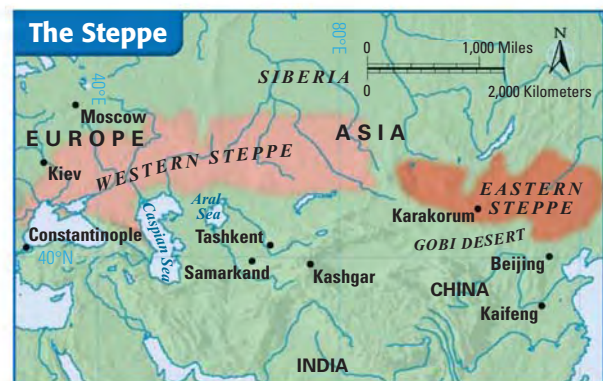 The Steppe
80°E
N
0 1,000 Miles
0 2,000 Kilometers
SIBERIA
40°E
Moscow
EUROPE
ASIA
WESTERN STEPPE
Kiev
EASTERN
STEPPE
Karakorum
Aral
Sea
Caspian Sea
Constantinople
Tashkent
GOBI DESERT
40°N
Samarkand
Kashgar
Beijing
CHINA
Kaifeng
INDIA